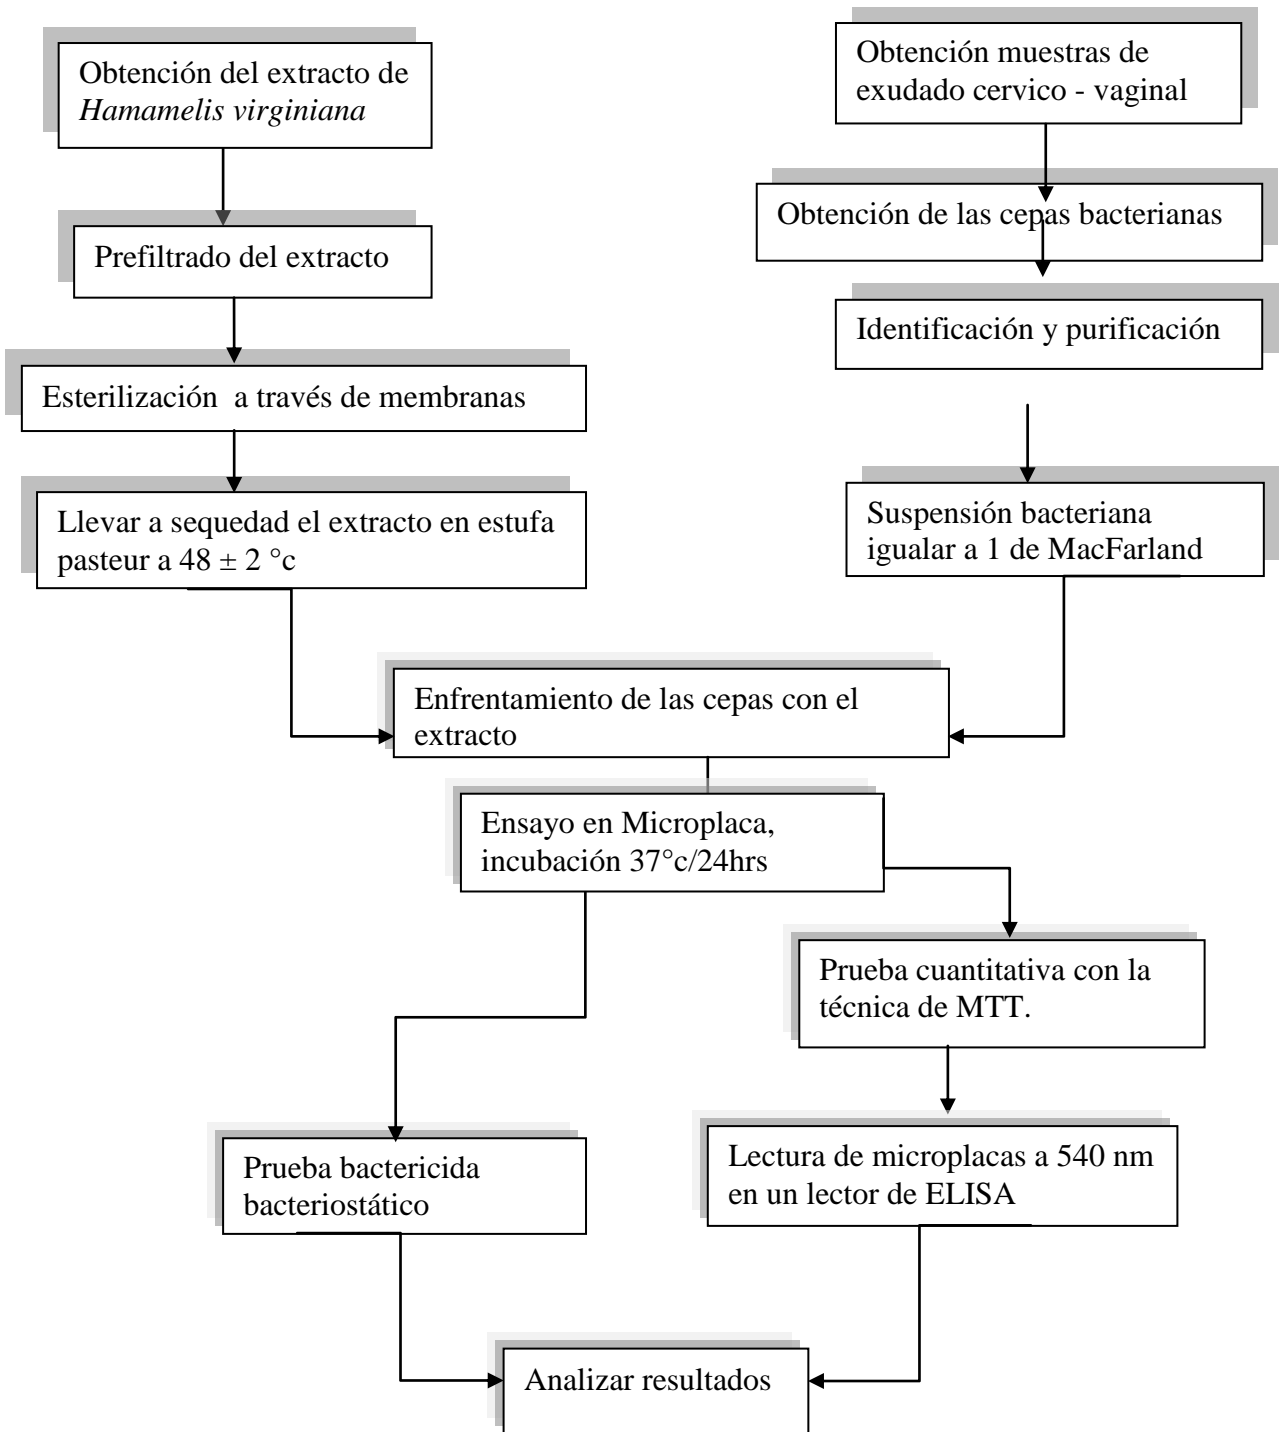 Obtención del extracto de
Hamamelis virginiana
Prefiltrado del extracto
Esterilización a través de membranas
Llevar a sequedad el extracto en estufa
pasteur a 48 ± 2 °c
Obtención muestras de
exudado cervico - vaginal
Obtención de las cepas bacterianas
Identificación y purificación
Suspensión bacteriana
igualar a 1 de MacFarland
Enfrentamiento de las cepas con el
extracto
Ensayo en Microplaca,
incubación 37°c/24hrs
Prueba cuantitativa con la
técnica de MTT.
Prueba bactericida
bacteriostático
Lectura de microplacas a 540 nm
en un lector de ELISA
Analizar resultados